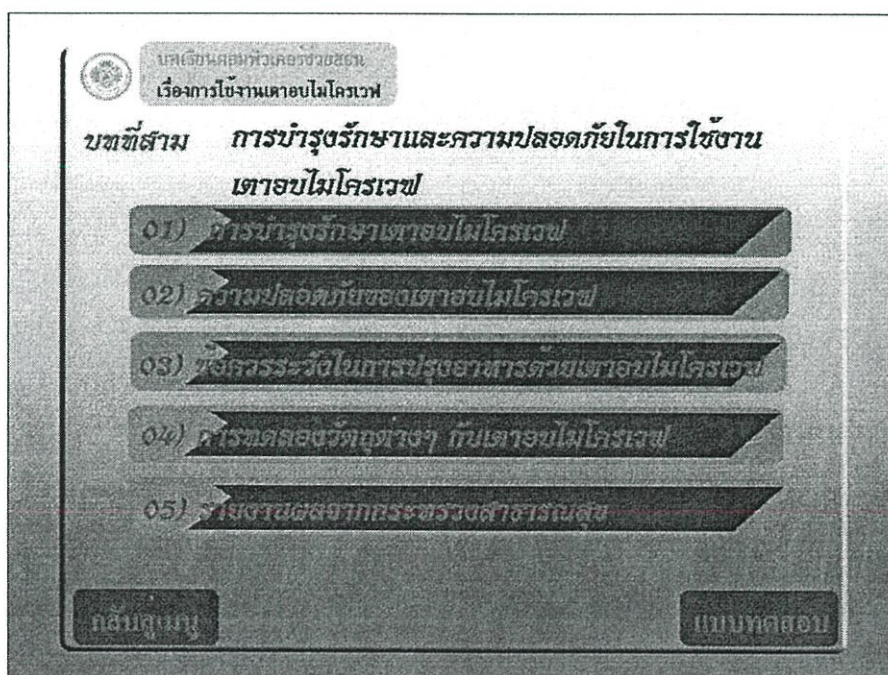 บทเรียนคอมพิวเตอร์ช่วยสอน
เรื่องการใช้งานเตาอบไมโครเวฟ
บทที่สาม การบำรุงรักษาและความปลอดภัยในการใช้งาน
เตาอบไมโครเวฟ
01) การบำรุงรักษาเตาอบไมโครเวฟ
02) ความปลอดภัยของเตาอบไมโครเวฟ
03) ข้อควรระวังในการปรุงอาหารด้วยเตาอบไมโครเวฟ
04) การทดลองวัตถุต่างๆ กับเตาอบไมโครเวฟ
05) รายงานผลจากกระทรวงสาธารณสุข
กลับสู่เมนู
แบบทดสอบ